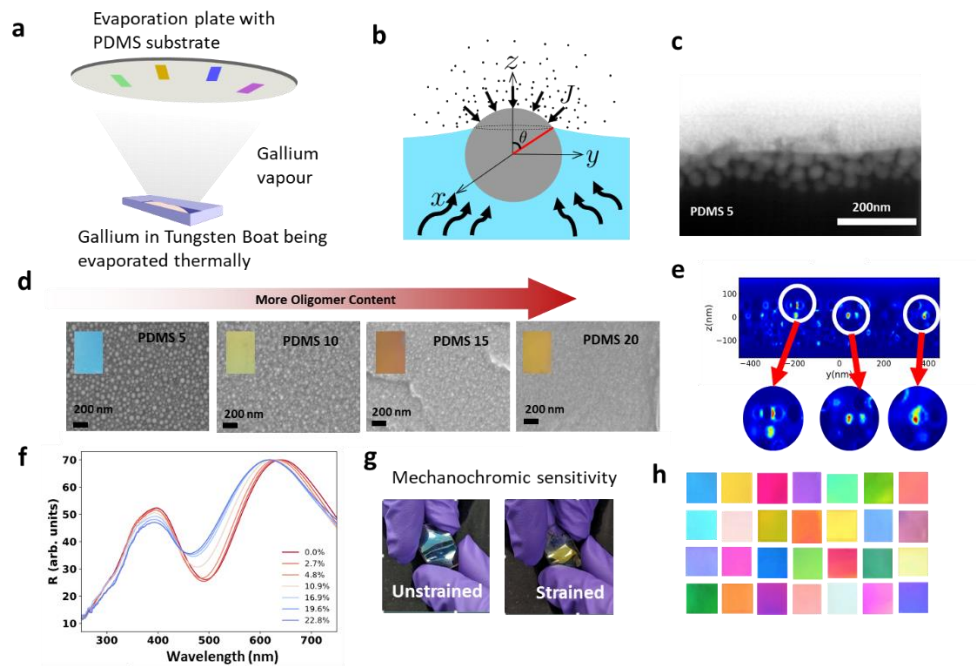 a
Evaporation plate with
PDMS substrate
Gallium
vapour
Gallium in Tungsten Boat being
evaporated thermally
b
z
J
θ
y
x
c
PDMS 5
200nm
d
More Oligomer Content
PDMS 5
200 nm
PDMS 10
200 nm
PDMS 15
200 nm
PDMS 20
200 nm
e
z(nm)
100
0
-100
-400 -200 0 200 400
y(nm)
f
R (arb. units)
70
60
50
40
30
20
10
0.0%
2.7%
4.8%
10.9%
16.9%
19.6%
22.8%
300 400 500 600 700
Wavelength (nm)
g
Mechanochromic sensitivity
Unstrained
Strained
h